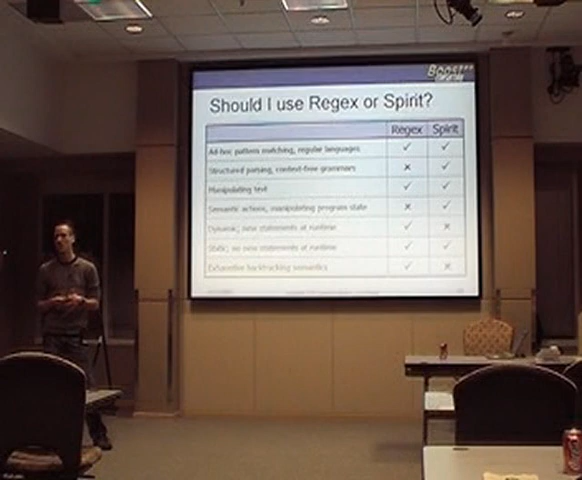 Boost
Should I use Regex or Spirit?
Regex Spirit
Ad-hoc pattern matching, regular languages ✓ ✓
Structured parsing, context-free grammars × ✓
Manipulating text ✓ ✓
Semantic actions, manipulating program state × ✓
Dynamic; new statements at runtime ✓ ×
Static; no new statements at runtime ✓ ✓
Exhaustive backtracking semantics ✓ ×